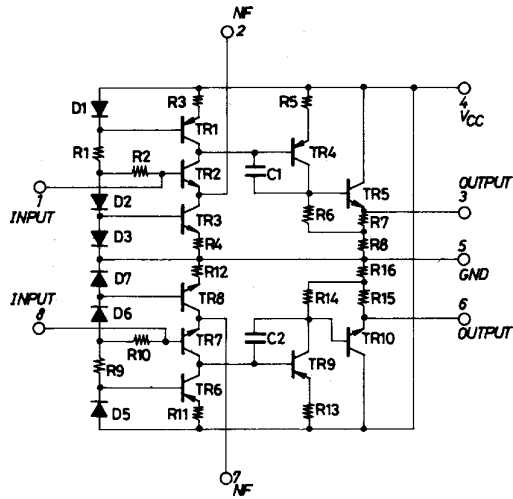 NF
2
D1
R3
R5
4
VCC
TR1
R1
R2
TR2
TR4
C1
TR5
1
INPUT
D2
TR3
R6
OUTPUT
3
R7
D3
R4
R8
5
GND
D7
R12
R16
TR8
R14
R15
INPUT
8
D6
6
OUTPUT
R10
TR7
C2
TR10
R9
TR9
TR6
D5
R11
R13
7
NF